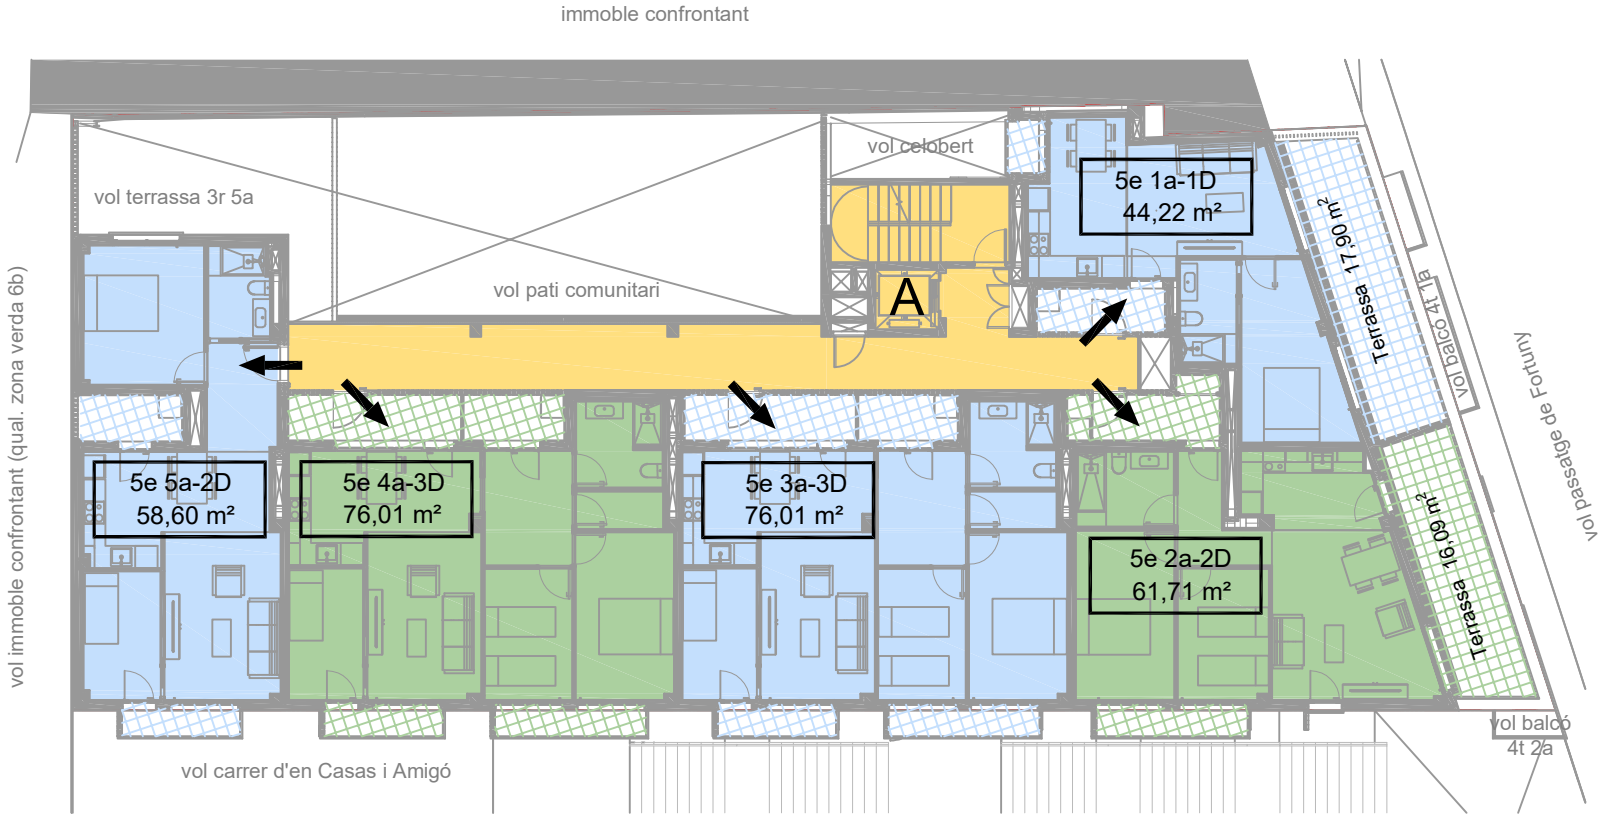 immoble confrontant
vol celobert
vol terrassa 3r 5a
5e 1a-1D
44,22 m²
Terrassa 17,90 m²
vol balcó 4t 1a
vol passatge de Fortuny
vol immoble confrontant (qual. zona verda 6b)
vol pati comunitari
A
5e 5a-2D
58,60 m²
5e 4a-3D
76,01 m²
5e 3a-3D
76,01 m²
5e 2a-2D
61,71 m²
Terrassa 16,09 m²
vol balcó
4t 2a
vol carrer d'en Casas i Amigó